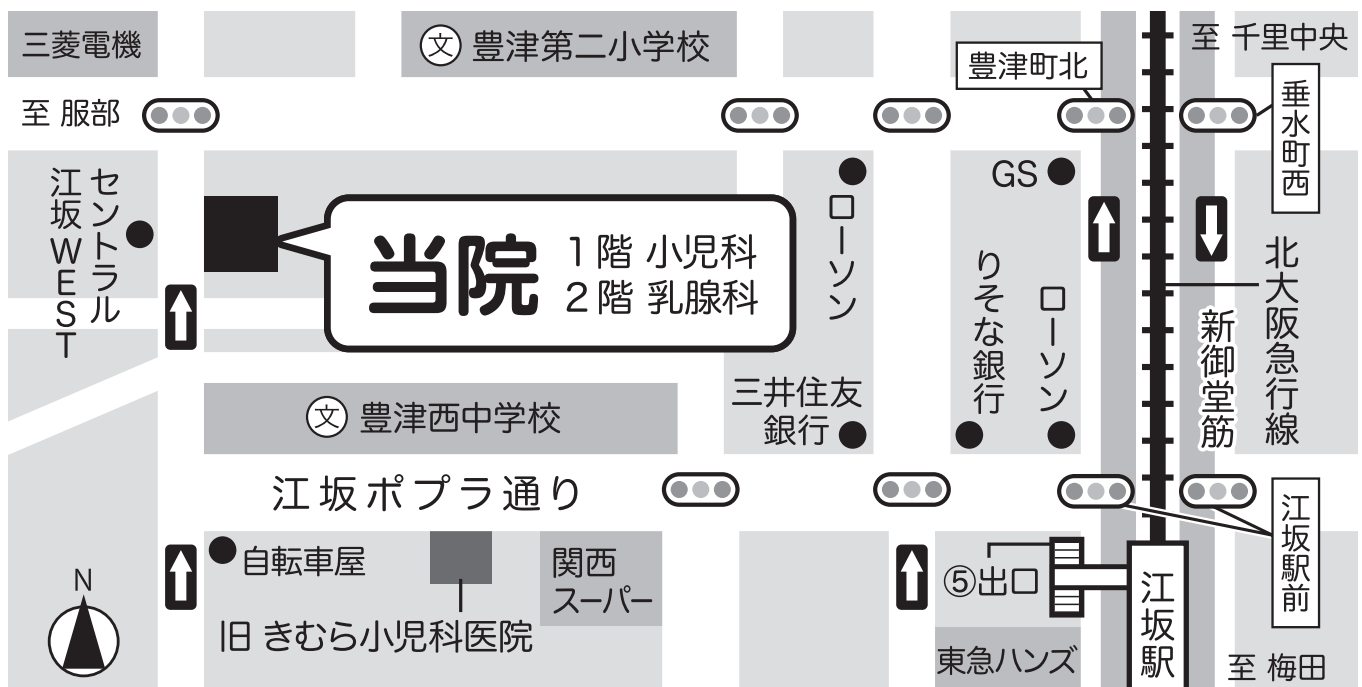 三菱電機
文 豊津第二小学校
至 千里中央
豊津町北
至 服部
垂水町西
センチュラル
江坂WEST
当院
1階 小児科
2階 乳腺科
ローソン
GS
りそな銀行
ローソン
新御堂筋
北大阪急行線
三井住友
銀行
文 豊津西中学校
江坂ポプラ通り
江坂駅前
自転車屋
関西
スーパー
⑤出口
江坂駅
N
旧 きむら小児科医院
東急ハンズ
至 梅田